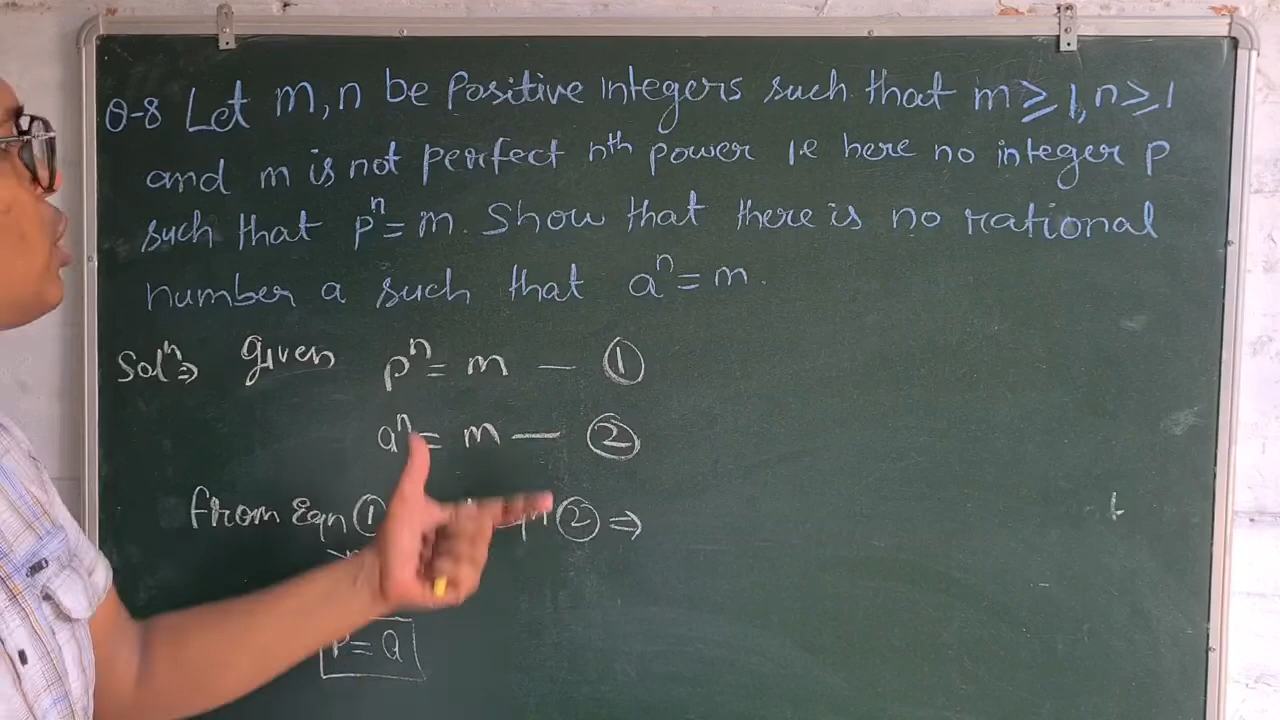 Q-8 Let m, n be Positive integers such that m ≥ 1, n ≥ 1
and m is not perfect nth power i.e here no integer p
such that pⁿ = m. Show that there is no rational
number a such that aⁿ = m.
Solⁿ⇒ given pⁿ = m — ①
aⁿ = m — ②
from Eqn ① Eqn ② ⇒
P = a